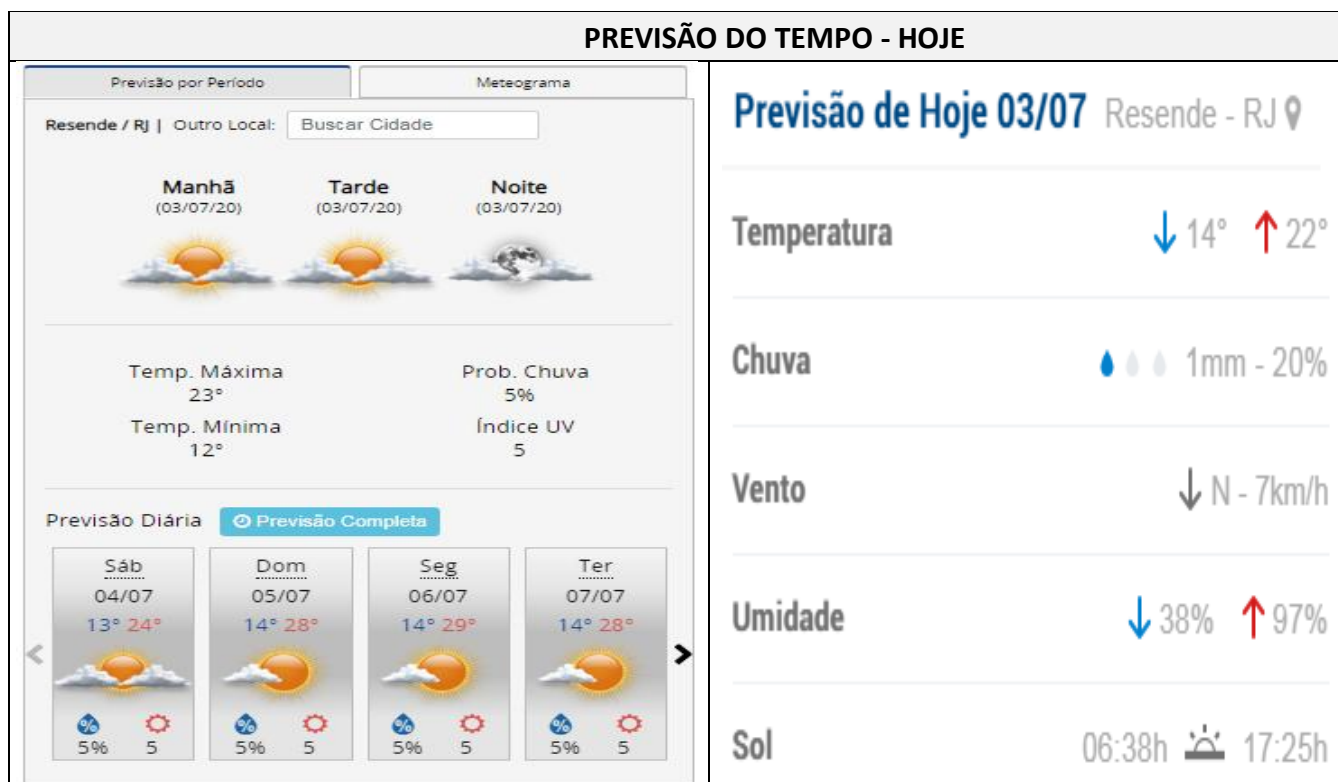 PREVISÃO DO TEMPO - HOJE
Previsão por Período Meteograma
Resende / RJ | Outro Local: Buscar Cidade
Manhã Tarde Noite
(03/07/20) (03/07/20) (03/07/20)
Temp. Máxima Prob. Chuva
23° 5%
Temp. Mínima Índice UV
12° 5
Previsão Diária Previsão Completa
Sáb Dom Seg Ter
04/07 05/07 06/07 07/07
13° 24° 14° 28° 14° 29° 14° 28°
< >
% % % %
5% 5 5% 5 5% 5 5% 5
Previsão de Hoje 03/07 Resende - RJ
Temperatura ↓ 14° ↑ 22°
Chuva 1mm - 20%
Vento ↓ N - 7km/h
Umidade ↓ 38% ↑ 97%
Sol 06:38h 17:25h